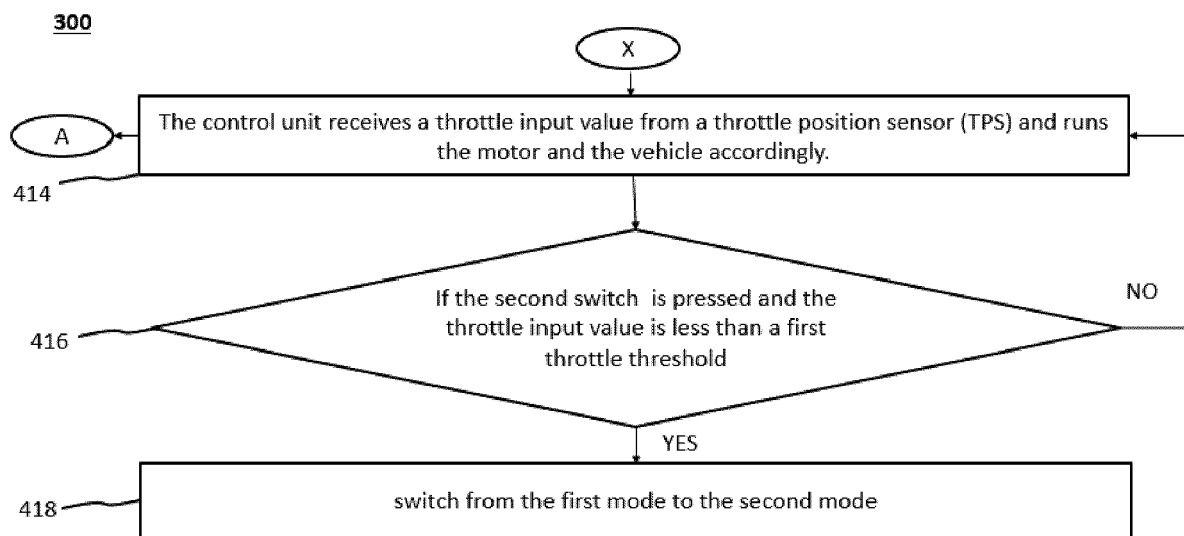 300
X
The control unit receives a throttle input value from a throttle position sensor (TPS) and runs
the motor and the vehicle accordingly.
A
414
If the second switch is pressed and the
throttle input value is less than a first
throttle threshold
NO
416
YES
switch from the first mode to the second mode
418